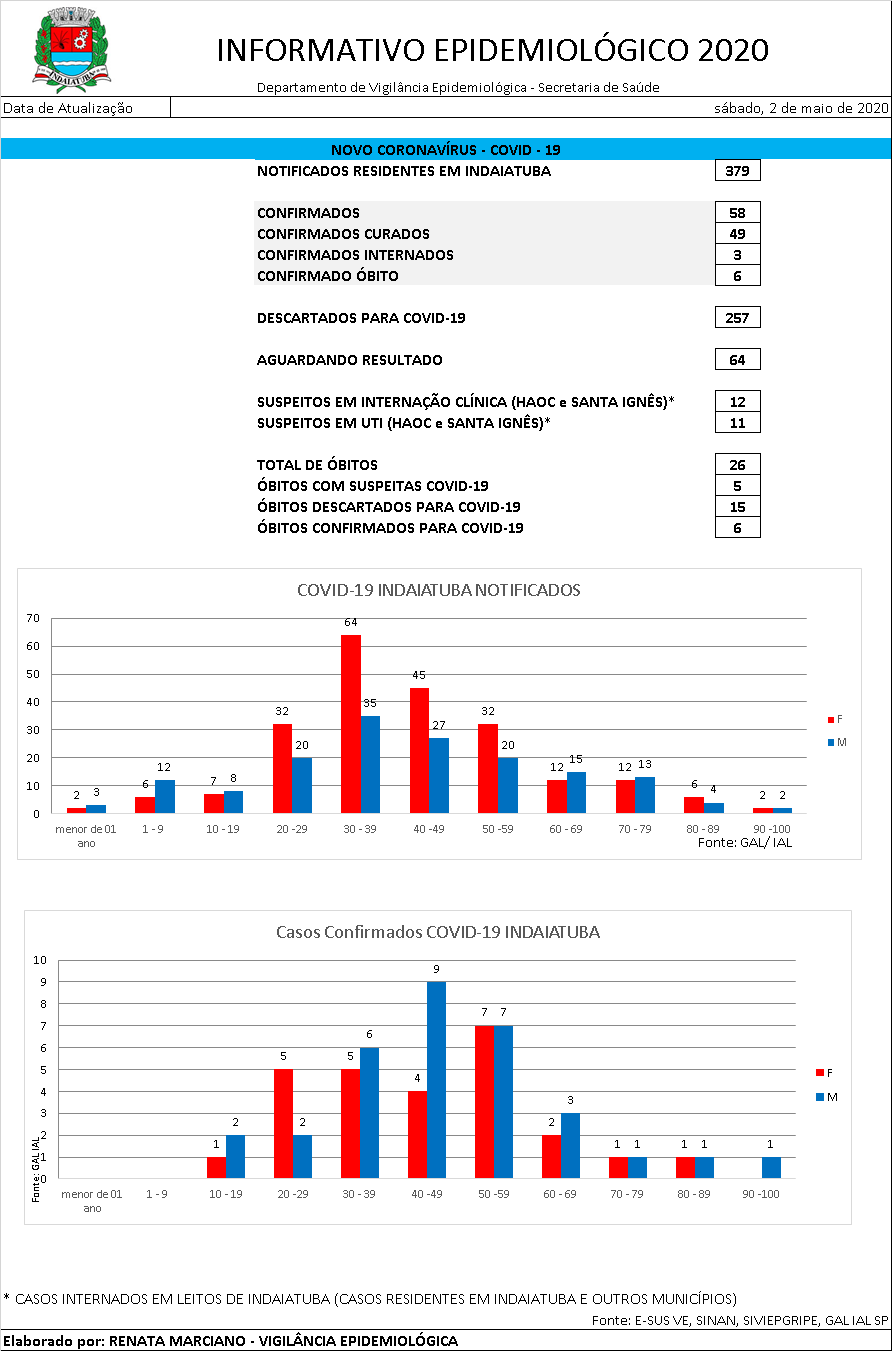 INDAIATUBA
INFORMATIVO EPIDEMIOLÓGICO 2020
Departamento de Vigilância Epidemiológica - Secretaria de Saúde
Data de Atualização sábado, 2 de maio de 2020
NOVO CORONAVÍRUS - COVID - 19
NOTIFICADOS RESIDENTES EM INDAIATUBA 379
CONFIRMADOS 58
CONFIRMADOS CURADOS 49
CONFIRMADOS INTERNADOS 3
CONFIRMADO ÓBITO 6
DESCARTADOS PARA COVID-19 257
AGUARDANDO RESULTADO 64
SUSPEITOS EM INTERNAÇÃO CLÍNICA (HAOC e SANTA IGNÊS)* 12
SUSPEITOS EM UTI (HAOC e SANTA IGNÊS)* 11
TOTAL DE ÓBITOS 26
ÓBITOS COM SUSPEITAS COVID-19 5
ÓBITOS DESCARTADOS PARA COVID-19 15
ÓBITOS CONFIRMADOS PARA COVID-19 6
COVID-19 INDAIATUBA NOTIFICADOS
70
60
50
40
30
20
10
0
2 3 6 12 7 8 32 20 64 35 45 27 32 20 12 15 12 13 6 4 2 2
F
M
menor de 01 ano 1 - 9 10 - 19 20 -29 30 - 39 40 -49 50 -59 60 - 69 70 - 79 80 - 89 90 -100
Fonte: GAL/ IAL
Casos Confirmados COVID-19 INDAIATUBA
10
9
8
7
6
5
4
3
2
1
0
1 2 5 2 5 6 4 9 7 7 2 3 1 1 1 1 1
F
M
Fonte: GAL IAL
menor de 01 ano 1 - 9 10 - 19 20 -29 30 - 39 40 -49 50 -59 60 - 69 70 - 79 80 - 89 90 -100
* CASOS INTERNADOS EM LEITOS DE INDAIATUBA (CASOS RESIDENTES EM INDAIATUBA E OUTROS MUNICÍPIOS)
Fonte: E-SUS VE, SINAN, SIVIEPGRIPE, GAL IAL SP
Elaborado por: RENATA MARCIANO - VIGILÂNCIA EPIDEMIOLÓGICA